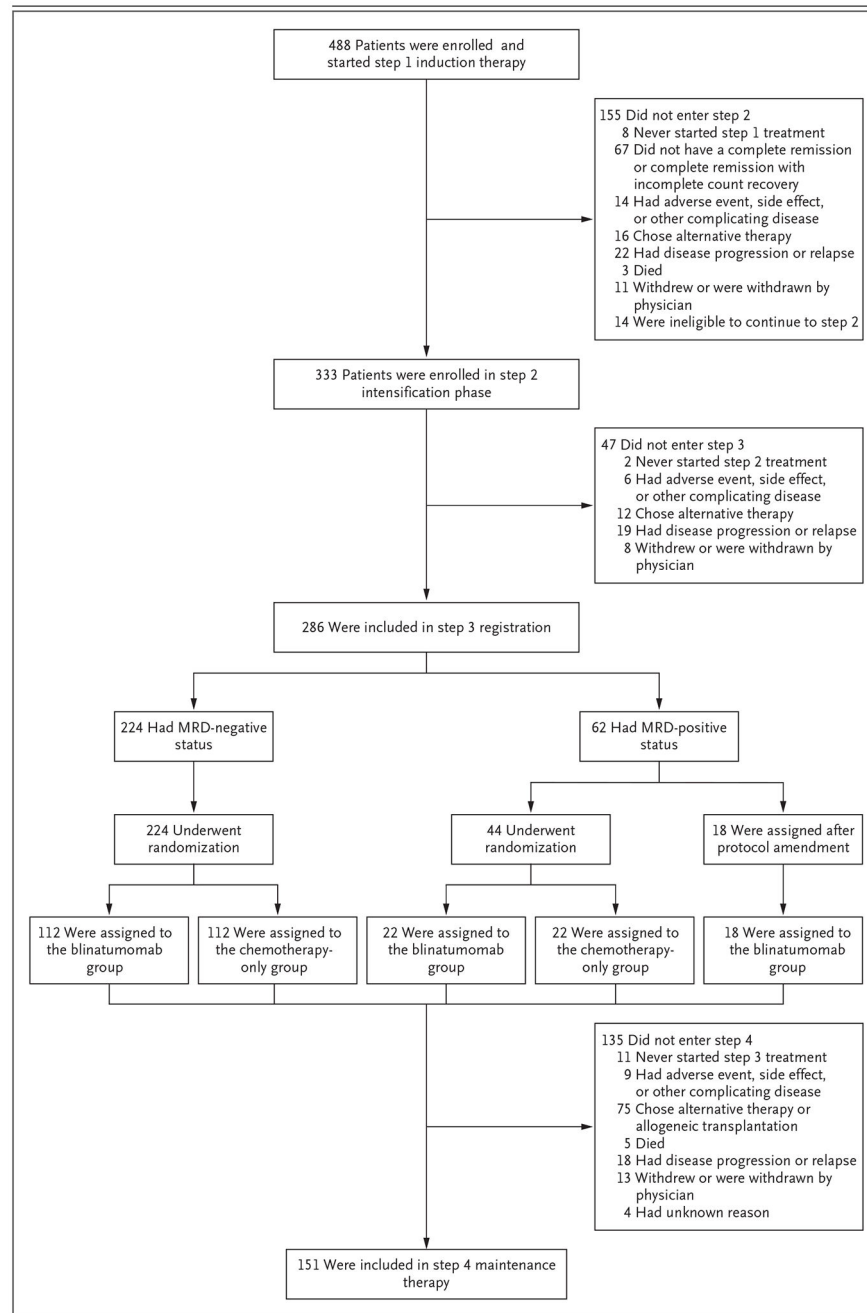 488 Patients were enrolled and
started step 1 induction therapy
155 Did not enter step 2
8 Never started step 1 treatment
67 Did not have a complete remission
or complete remission with
incomplete count recovery
14 Had adverse event, side effect,
or other complicating disease
16 Chose alternative therapy
22 Had disease progression or relapse
3 Died
11 Withdrew or were withdrawn by
physician
14 Were ineligible to continue to step 2
333 Patients were enrolled in step 2
intensification phase
47 Did not enter step 3
2 Never started step 2 treatment
6 Had adverse event, side effect,
or other complicating disease
12 Chose alternative therapy
19 Had disease progression or relapse
8 Withdrew or were withdrawn by
physician
286 Were included in step 3 registration
224 Had MRD-negative
status
62 Had MRD-positive
status
224 Underwent
randomization
44 Underwent
randomization
18 Were assigned after
protocol amendment
112 Were assigned to
the blinatumomab
group
112 Were assigned to
the chemotherapy-
only group
22 Were assigned to
the blinatumomab
group
22 Were assigned to
the chemotherapy-
only group
18 Were assigned to
the blinatumomab
group
135 Did not enter step 4
11 Never started step 3 treatment
9 Had adverse event, side effect,
or other complicating disease
75 Chose alternative therapy or
allogeneic transplantation
5 Died
18 Had disease progression or relapse
13 Withdrew or were withdrawn by
physician
4 Had unknown reason
151 Were included in step 4 maintenance
therapy